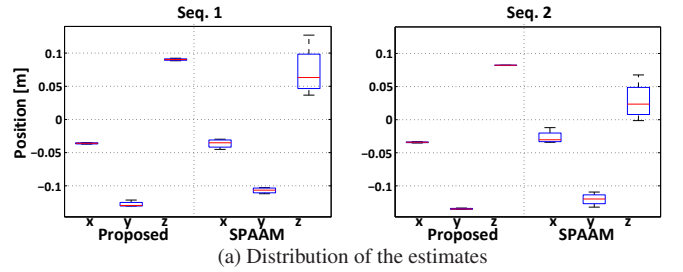 Seq. 1
Seq. 2
Position [m]
0.1
0.05
0
−0.05
−0.1
x y z x y z
Proposed SPAAM
0.1
0.05
0
−0.05
−0.1
x y z x y z
Proposed SPAAM
(a) Distribution of the estimates